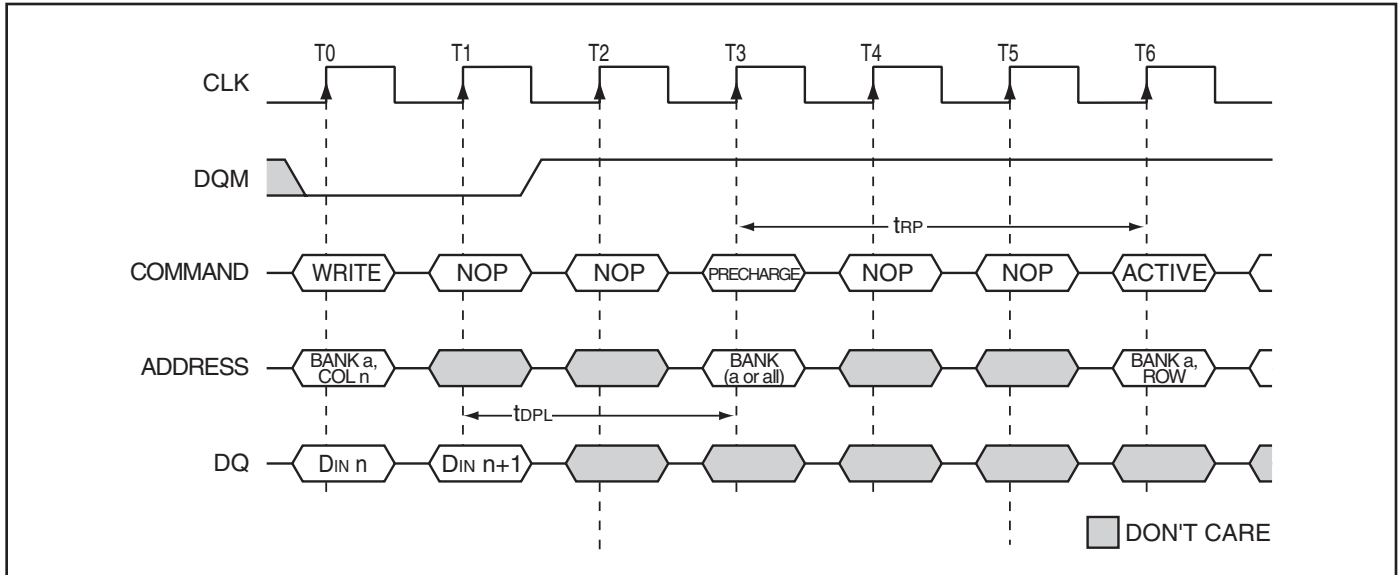 T0 T1 T2 T3 T4 T5 T6
CLK
DQM
tRP
COMMAND WRITE NOP NOP PRECHARGE NOP NOP ACTIVE
ADDRESS BANK a, COL n BANK (a or all) BANK a, ROW
tDPL
DQ DIN n DIN n+1
DON'T CARE